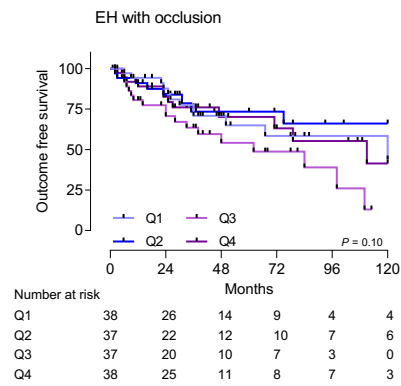 EH with occlusion
Outcome free survival
100
75
50
25
0
Q1 Q3
Q2 Q4
P = 0.10
0 24 48 72 96 120
Months
Number at risk
Q1 38 26 14 9 4 4
Q2 37 22 12 10 7 6
Q3 37 20 10 7 3 0
Q4 38 25 11 8 7 3